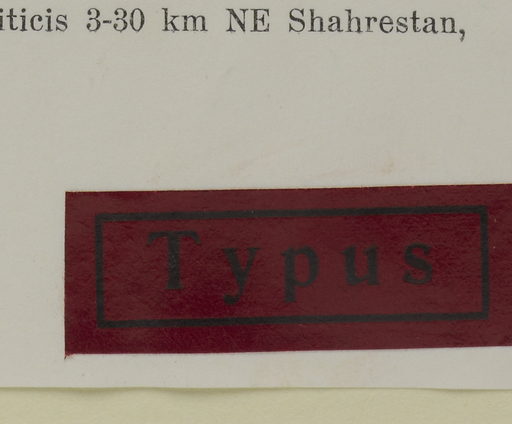 iticis 3-30 km NE Shahrestan,
Typus